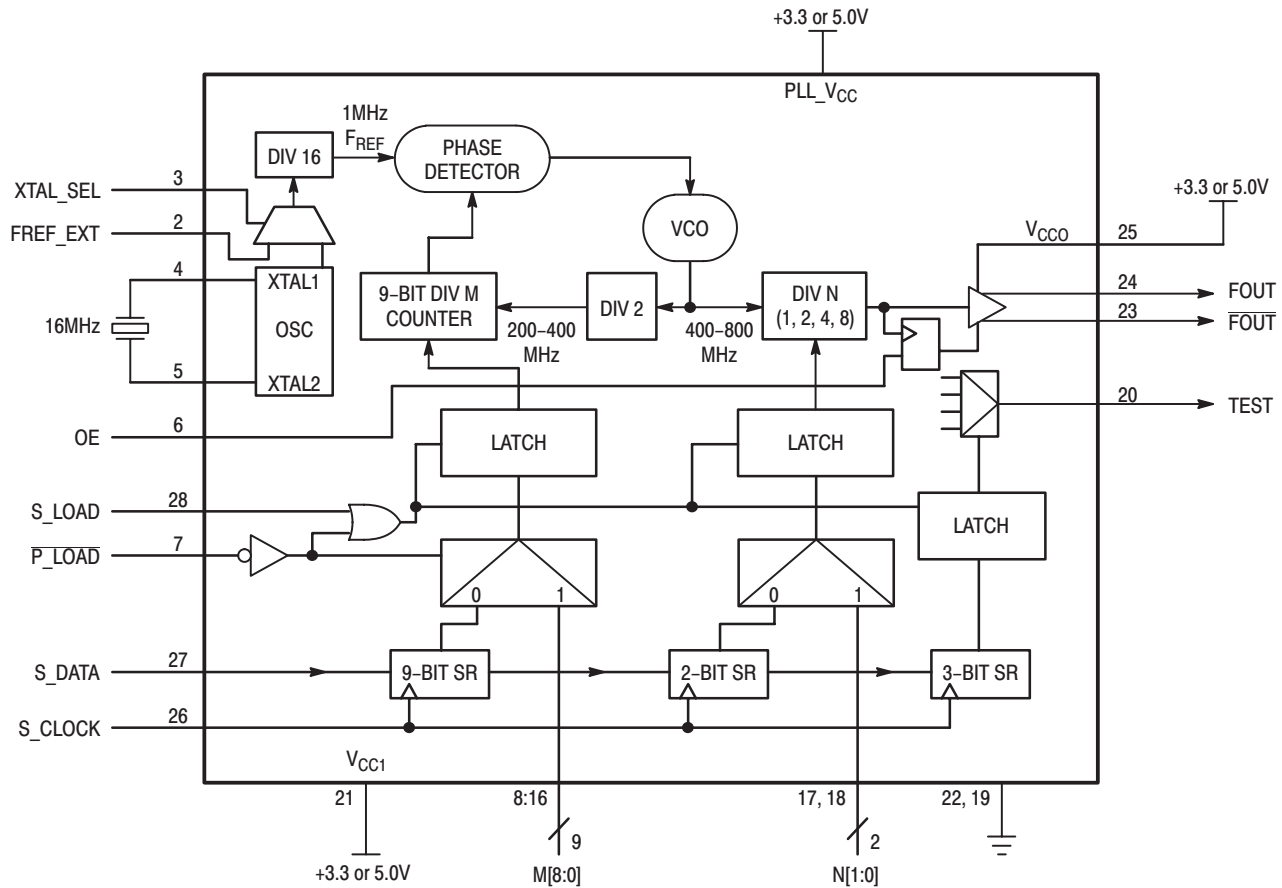 +3.3 or 5.0V
PLL_VCC
1MHz
FREF
DIV 16
PHASE
DETECTOR
XTAL_SEL
3
+3.3 or 5.0V
FREF_EXT
2
VCO
VCCO
25
4
XTAL1
9−BIT DIV M
COUNTER
DIV 2
DIV N
(1, 2, 4, 8)
24
FOUT
16MHz
OSC
200−400
MHz
400−800
MHz
23
FOUT
5
XTAL2
20
TEST
OE
6
LATCH
LATCH
S_LOAD
28
LATCH
P_LOAD
7
0
1
0
1
S_DATA
27
9−BIT SR
2−BIT SR
3−BIT SR
S_CLOCK
26
VCC1
21
8:16
17, 18
22, 19
9
2
+3.3 or 5.0V
M[8:0]
N[1:0]